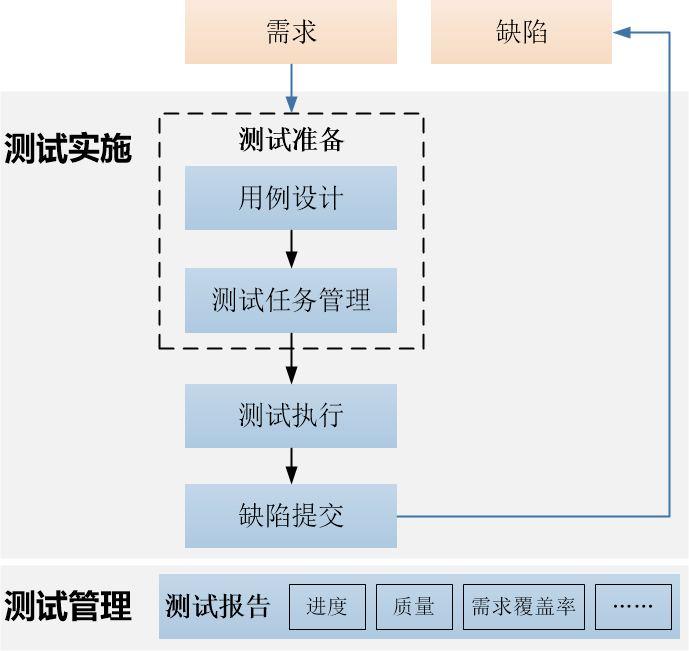 需求
缺陷
测试实施
测试准备
用例设计
测试任务管理
测试执行
缺陷提交
测试管理
测试报告
进度
质量
需求覆盖率
……